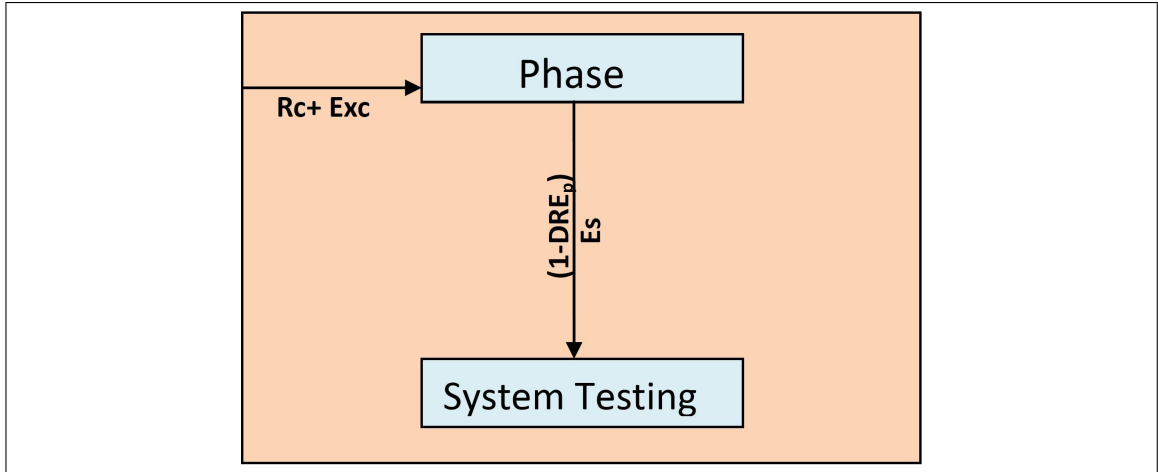 Phase
Rc+ Exc
(1-DREₚ)
Es
System Testing